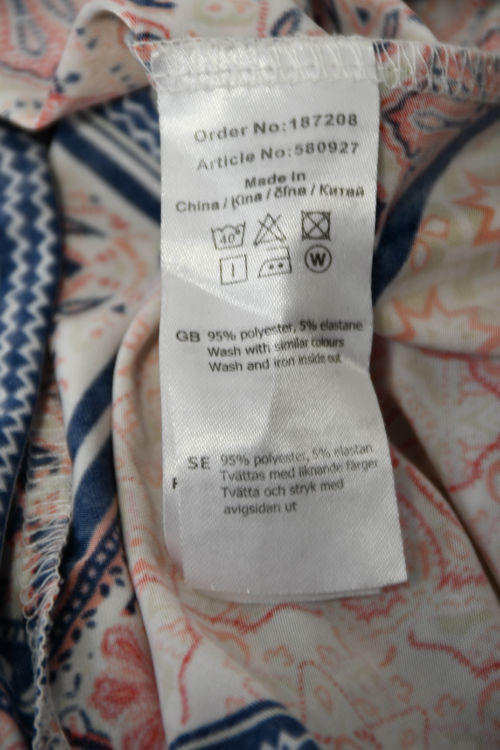 Order No:187208
Article No:580927
Made In
China / Kína / čína / Китай
40°
W
GB 95% polyester, 5% elastane
Wash with similar colours
Wash and iron inside out
SE 95% polyester, 5% elastan
Tvättas med liknande färger
Tvätta och stryk med
avigsidan ut